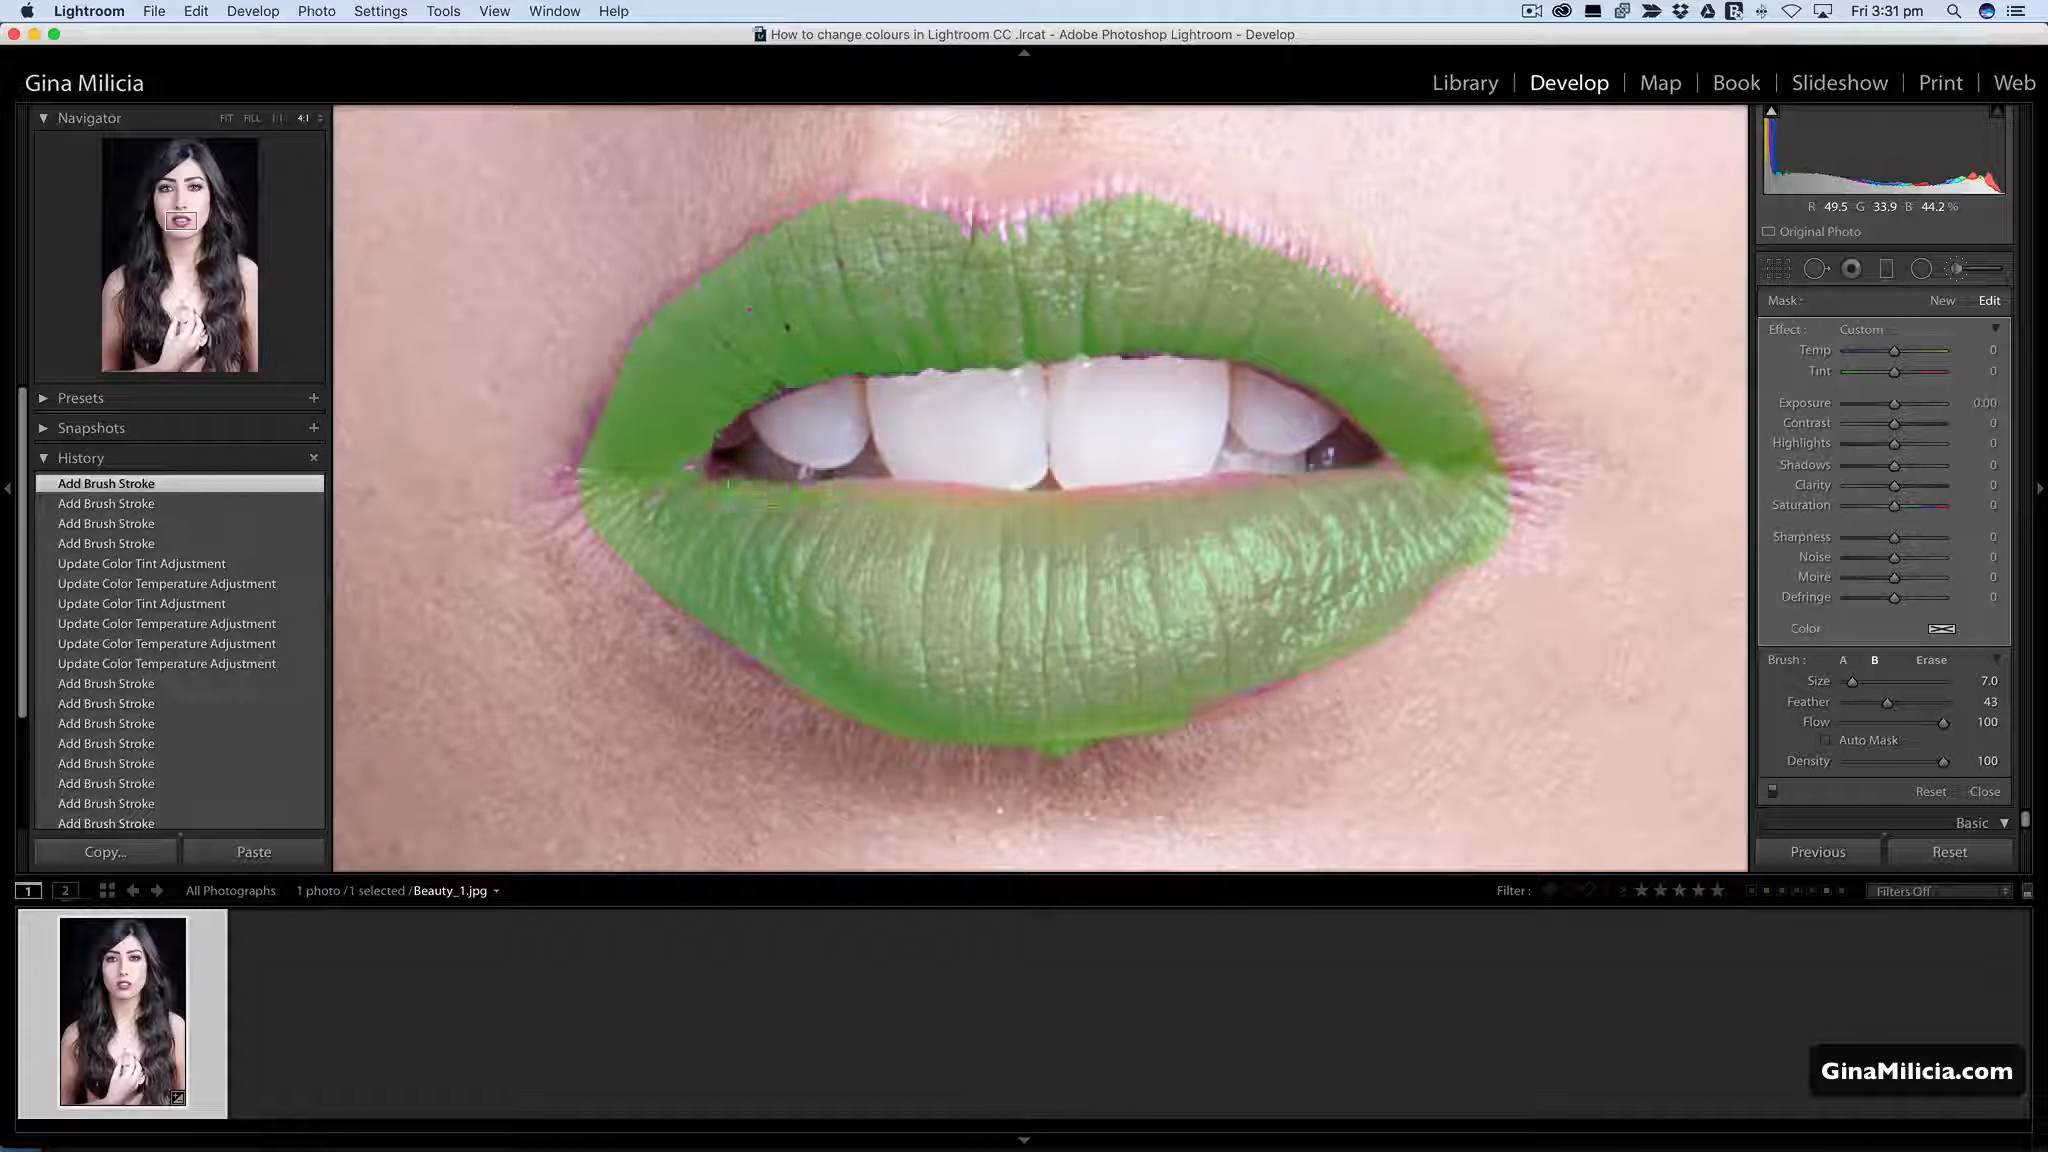 Lightroom File Edit Develop Photo Settings Tools View Window Help
Fri 3:31 pm
How to change colours in Lightroom CC .lrcat - Adobe Photoshop Lightroom - Develop
Gina Milicia
Library | Develop | Map | Book | Slideshow | Print | Web
Navigator FIT FILL 1:1 4:1
Presets +
Snapshots +
History ×
Add Brush Stroke
Add Brush Stroke
Add Brush Stroke
Add Brush Stroke
Update Color Tint Adjustment
Update Color Temperature Adjustment
Update Color Tint Adjustment
Update Color Temperature Adjustment
Update Color Temperature Adjustment
Update Color Temperature Adjustment
Add Brush Stroke
Add Brush Stroke
Add Brush Stroke
Add Brush Stroke
Add Brush Stroke
Add Brush Stroke
Add Brush Stroke
Add Brush Stroke
Copy... Paste
R 49.5 G 33.9 B 44.2 %
Original Photo
Mask : New Edit
Effect : Custom
Temp 0
Tint 0
Exposure 0.00
Contrast 0
Highlights 0
Shadows 0
Clarity 0
Saturation 0
Sharpness 0
Noise 0
Moire 0
Defringe 0
Color
Brush : A B Erase
Size 7.0
Feather 43
Flow 100
Auto Mask
Density 100
Reset Close
Basic
Previous Reset
1 2 All Photographs 1 photo / 1 selected / Beauty_1.jpg
Filter : ≥ ★★★★★ Filters Off
GinaMilicia.com